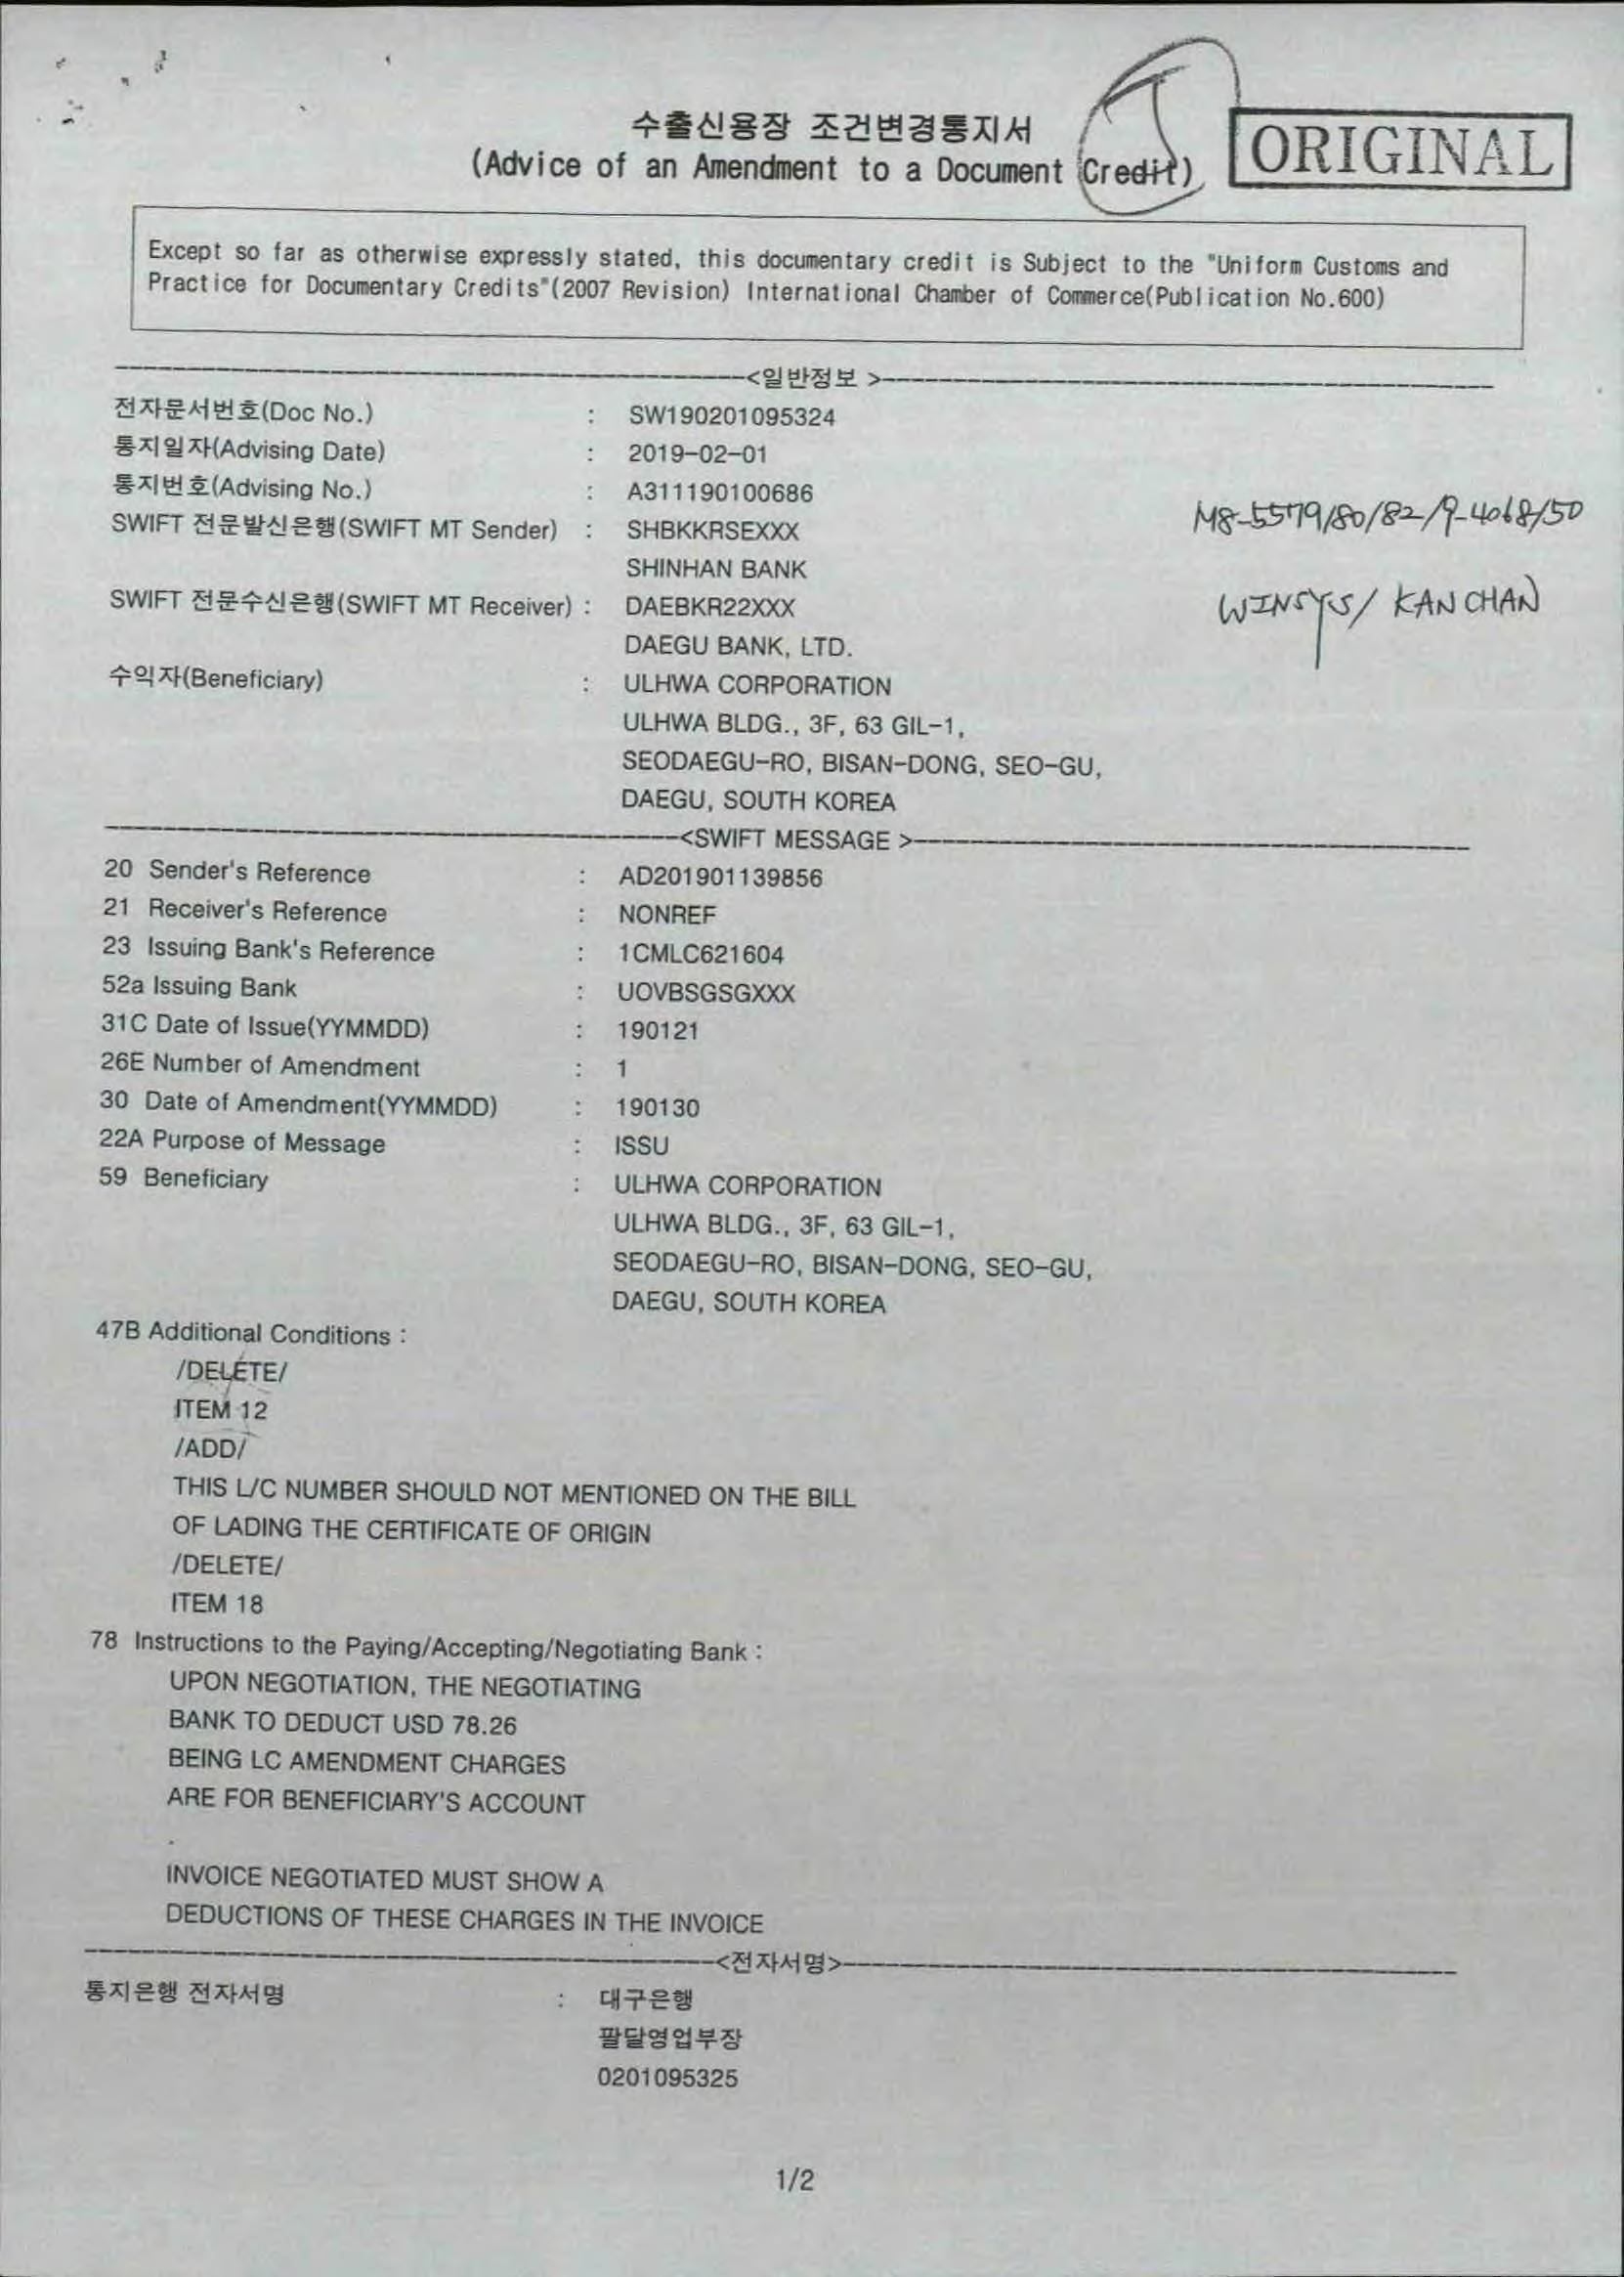 수출신용장 조건변경통지서
(Advice of an Amendment to a Document Credit)
ORIGINAL
Except so far as otherwise expressly stated, this documentary credit is Subject to the "Uniform Customs and
Practice for Documentary Credits"(2007 Revision) International Chamber of Commerce(Publication No.600)
<일반정보 >
전자문서번호(Doc No.) : SW190201095324
통지일자(Advising Date) : 2019-02-01
통지번호(Advising No.) : A311190100686
M8-5579/80/82/9-4068/50
SWIFT 전문발신은행(SWIFT MT Sender) : SHBKKRSEXXX
SHINHAN BANK
SWIFT 전문수신은행(SWIFT MT Receiver) : DAEBKR22XXX
WINSYS/ KANCHAN
DAEGU BANK, LTD.
수익자(Beneficiary) : ULHWA CORPORATION
ULHWA BLDG., 3F, 63 GIL-1,
SEODAEGU-RO, BISAN-DONG, SEO-GU,
DAEGU, SOUTH KOREA
<SWIFT MESSAGE >
20 Sender's Reference : AD201901139856
21 Receiver's Reference : NONREF
23 Issuing Bank's Reference : 1CMLC621604
52a Issuing Bank : UOVBSGSGXXX
31C Date of Issue(YYMMDD) : 190121
26E Number of Amendment : 1
30 Date of Amendment(YYMMDD) : 190130
22A Purpose of Message : ISSU
59 Beneficiary : ULHWA CORPORATION
ULHWA BLDG., 3F, 63 GIL-1,
SEODAEGU-RO, BISAN-DONG, SEO-GU,
DAEGU, SOUTH KOREA
47B Additional Conditions :
/DELETE/
ITEM 12
/ADD/
THIS L/C NUMBER SHOULD NOT MENTIONED ON THE BILL
OF LADING THE CERTIFICATE OF ORIGIN
/DELETE/
ITEM 18
78 Instructions to the Paying/Accepting/Negotiating Bank :
UPON NEGOTIATION, THE NEGOTIATING
BANK TO DEDUCT USD 78.26
BEING LC AMENDMENT CHARGES
ARE FOR BENEFICIARY'S ACCOUNT
.
INVOICE NEGOTIATED MUST SHOW A
DEDUCTIONS OF THESE CHARGES IN THE INVOICE
<전자서명>
통지은행 전자서명 : 대구은행
팔달영업부장
0201095325
1/2